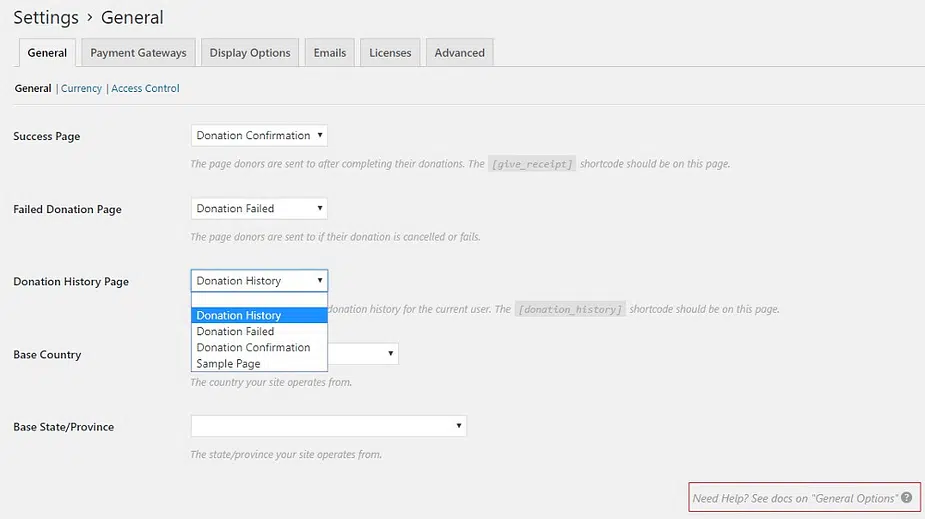 Settings › General
General Payment Gateways Display Options Emails Licenses Advanced
General | Currency | Access Control
Success Page Donation Confirmation
The page donors are sent to after completing their donations. The [give_receipt] shortcode should be on this page.
Failed Donation Page Donation Failed
The page donors are sent to if their donation is cancelled or fails.
Donation History Page Donation History
donation history for the current user. The [donation_history] shortcode should be on this page.
Donation History
Donation Failed
Donation Confirmation
Sample Page
Base Country
The country your site operates from.
Base State/Province
The state/province your site operates from.
Need Help? See docs on "General Options" ?